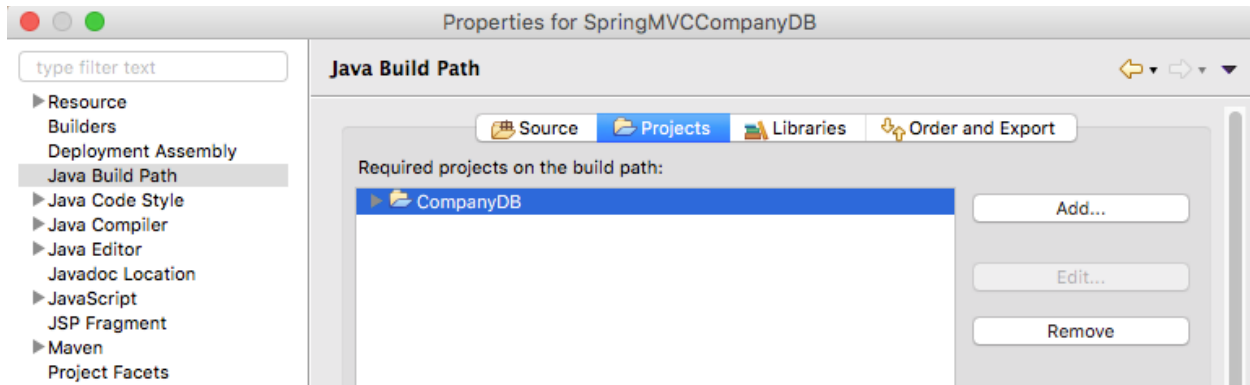 Properties for SpringMVCCompanyDB
type filter text
Resource
Builders
Deployment Assembly
Java Build Path
Java Code Style
Java Compiler
Java Editor
Javadoc Location
JavaScript
JSP Fragment
Maven
Project Facets
Java Build Path
Source Projects Libraries Order and Export
Required projects on the build path:
CompanyDB
Add...
Edit...
Remove